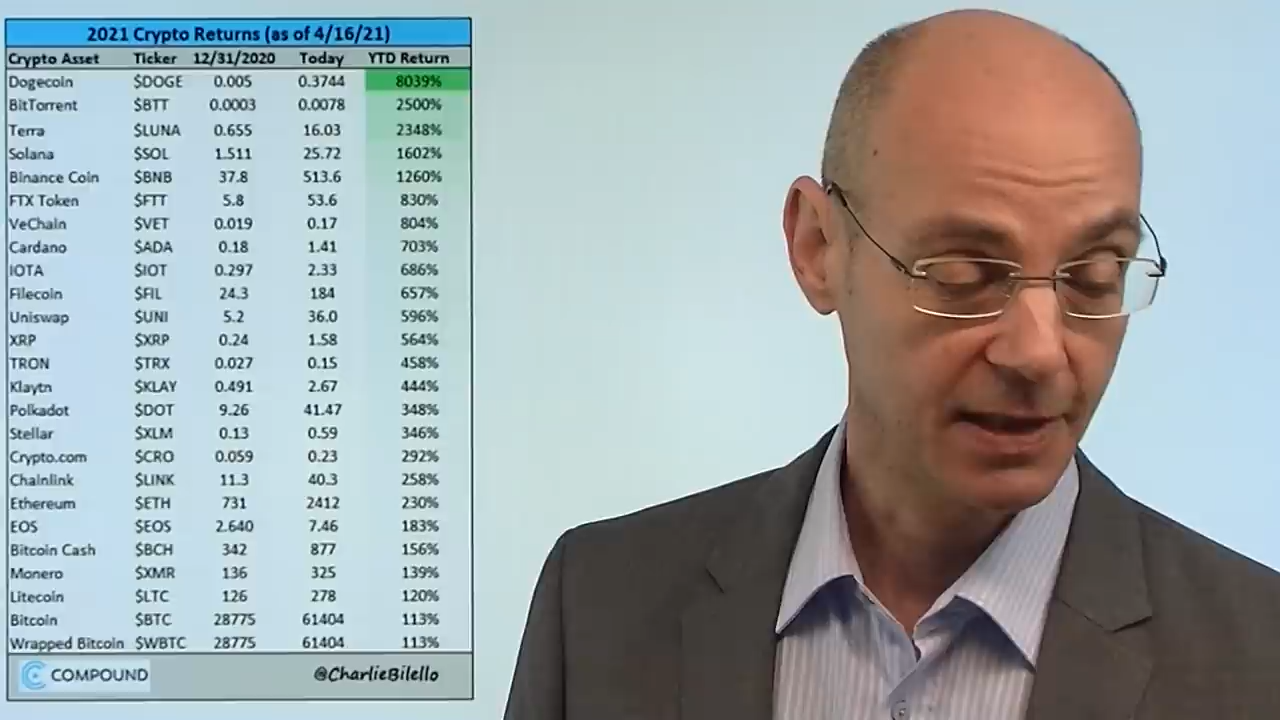 2021 Crypto Returns (as of 4/16/21)
Crypto Asset Ticker 12/31/2020 Today YTD Return
Dogecoin $DOGE 0.005 0.3744 8039%
BitTorrent $BTT 0.0003 0.0078 2500%
Terra $LUNA 0.655 16.03 2348%
Solana $SOL 1.511 25.72 1602%
Binance Coin $BNB 37.8 513.6 1260%
FTX Token $FTT 5.8 53.6 830%
VeChain $VET 0.019 0.17 804%
Cardano $ADA 0.18 1.41 703%
IOTA $IOT 0.297 2.33 686%
Filecoin $FIL 24.3 184 657%
Uniswap $UNI 5.2 36.0 596%
XRP $XRP 0.24 1.58 564%
TRON $TRX 0.027 0.15 458%
Klaytn $KLAY 0.491 2.67 444%
Polkadot $DOT 9.26 41.47 348%
Stellar $XLM 0.13 0.59 346%
Crypto.com $CRO 0.059 0.23 292%
Chainlink $LINK 11.3 40.3 258%
Ethereum $ETH 731 2412 230%
EOS $EOS 2.640 7.46 183%
Bitcoin Cash $BCH 342 877 156%
Monero $XMR 136 325 139%
Litecoin $LTC 126 278 120%
Bitcoin $BTC 28775 61404 113%
Wrapped Bitcoin $WBTC 28775 61404 113%
COMPOUND @CharlieBilello